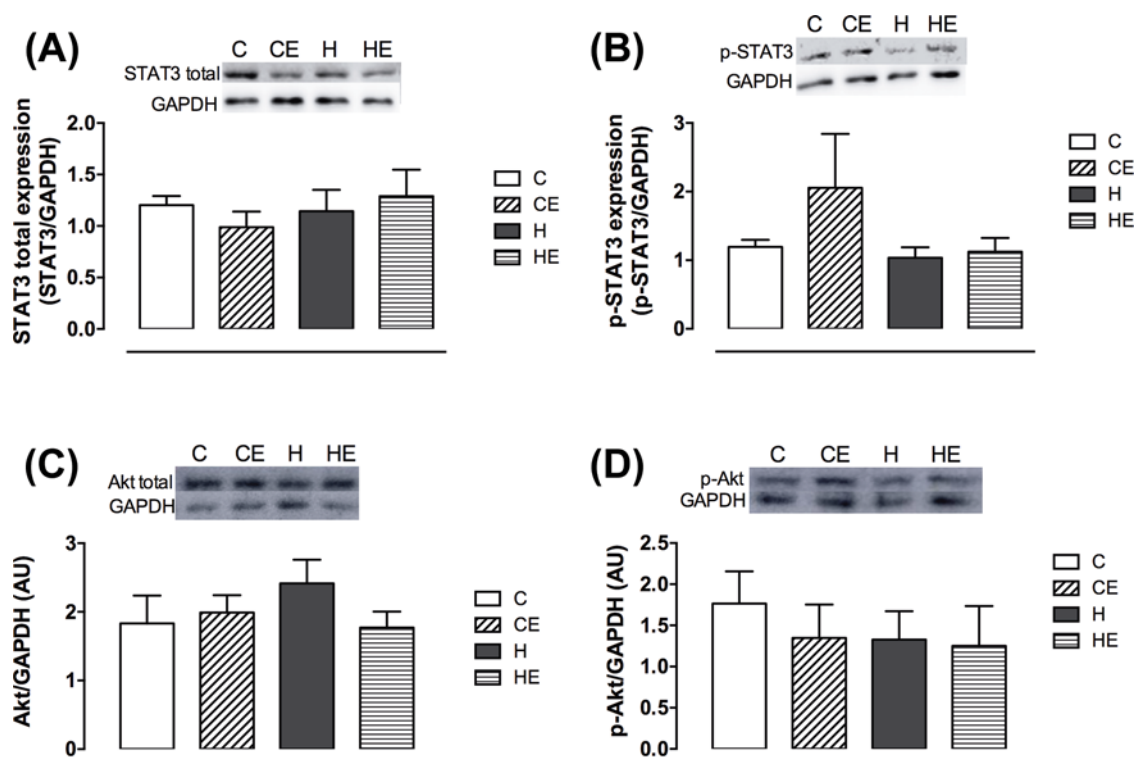 (A)
C CE H HE
STAT3 total
GAPDH
STAT3 total expression
(STAT3/GAPDH)
2.0
1.5
1.0
0.5
0.0
C
CE
H
HE
(B)
C CE H HE
p-STAT3
GAPDH
p-STAT3 expression
(p-STAT3/GAPDH)
3
2
1
0
C
CE
H
HE
(C)
C CE H HE
Akt total
GAPDH
Akt/GAPDH (AU)
3
2
1
0
C
CE
H
HE
(D)
C CE H HE
p-Akt
GAPDH
p-Akt/GAPDH (AU)
2.5
2.0
1.5
1.0
0.5
0.0
C
CE
H
HE